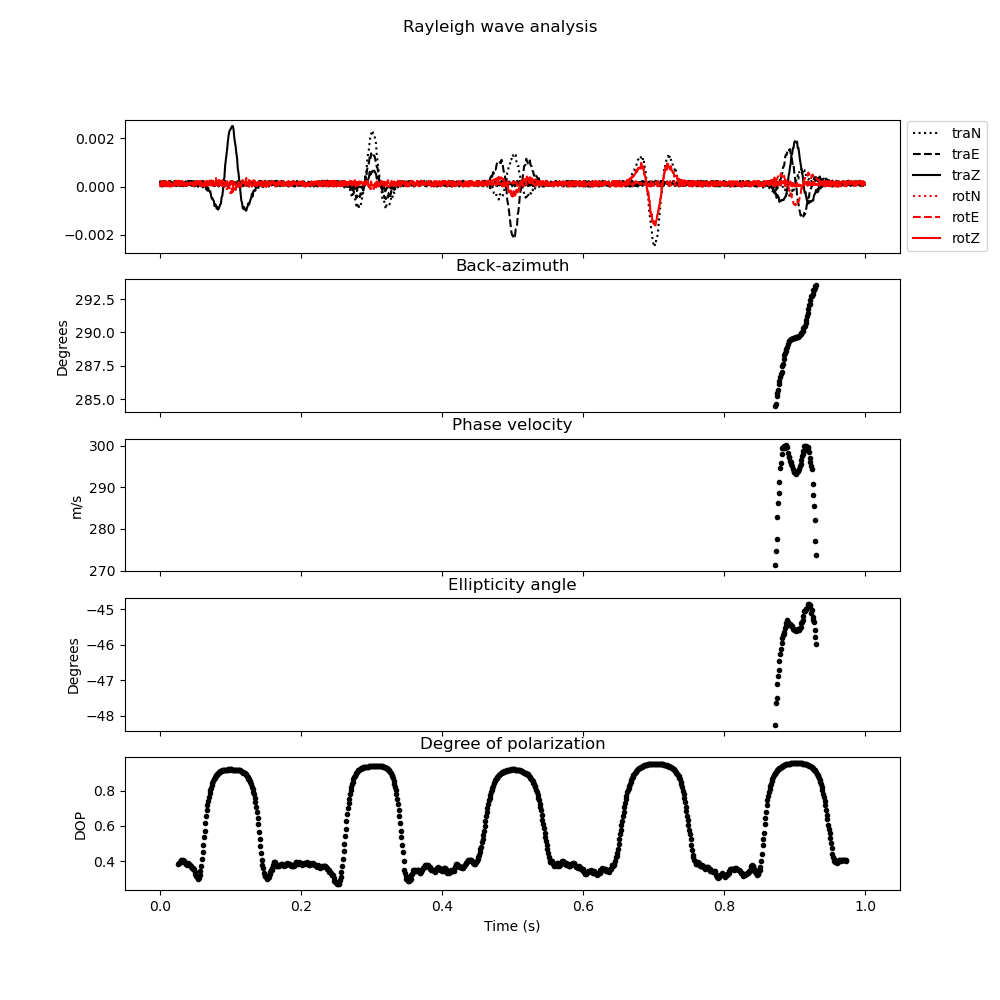 Rayleigh wave analysis
0.002
0.000
−0.002
traN
traE
traZ
rotN
rotE
rotZ
Back-azimuth
292.5
290.0
287.5
285.0
Degrees
Phase velocity
300
290
280
270
m/s
Ellipticity angle
−45
−46
−47
−48
Degrees
Degree of polarization
0.8
0.6
0.4
DOP
0.0 0.2 0.4 0.6 0.8 1.0
Time (s)